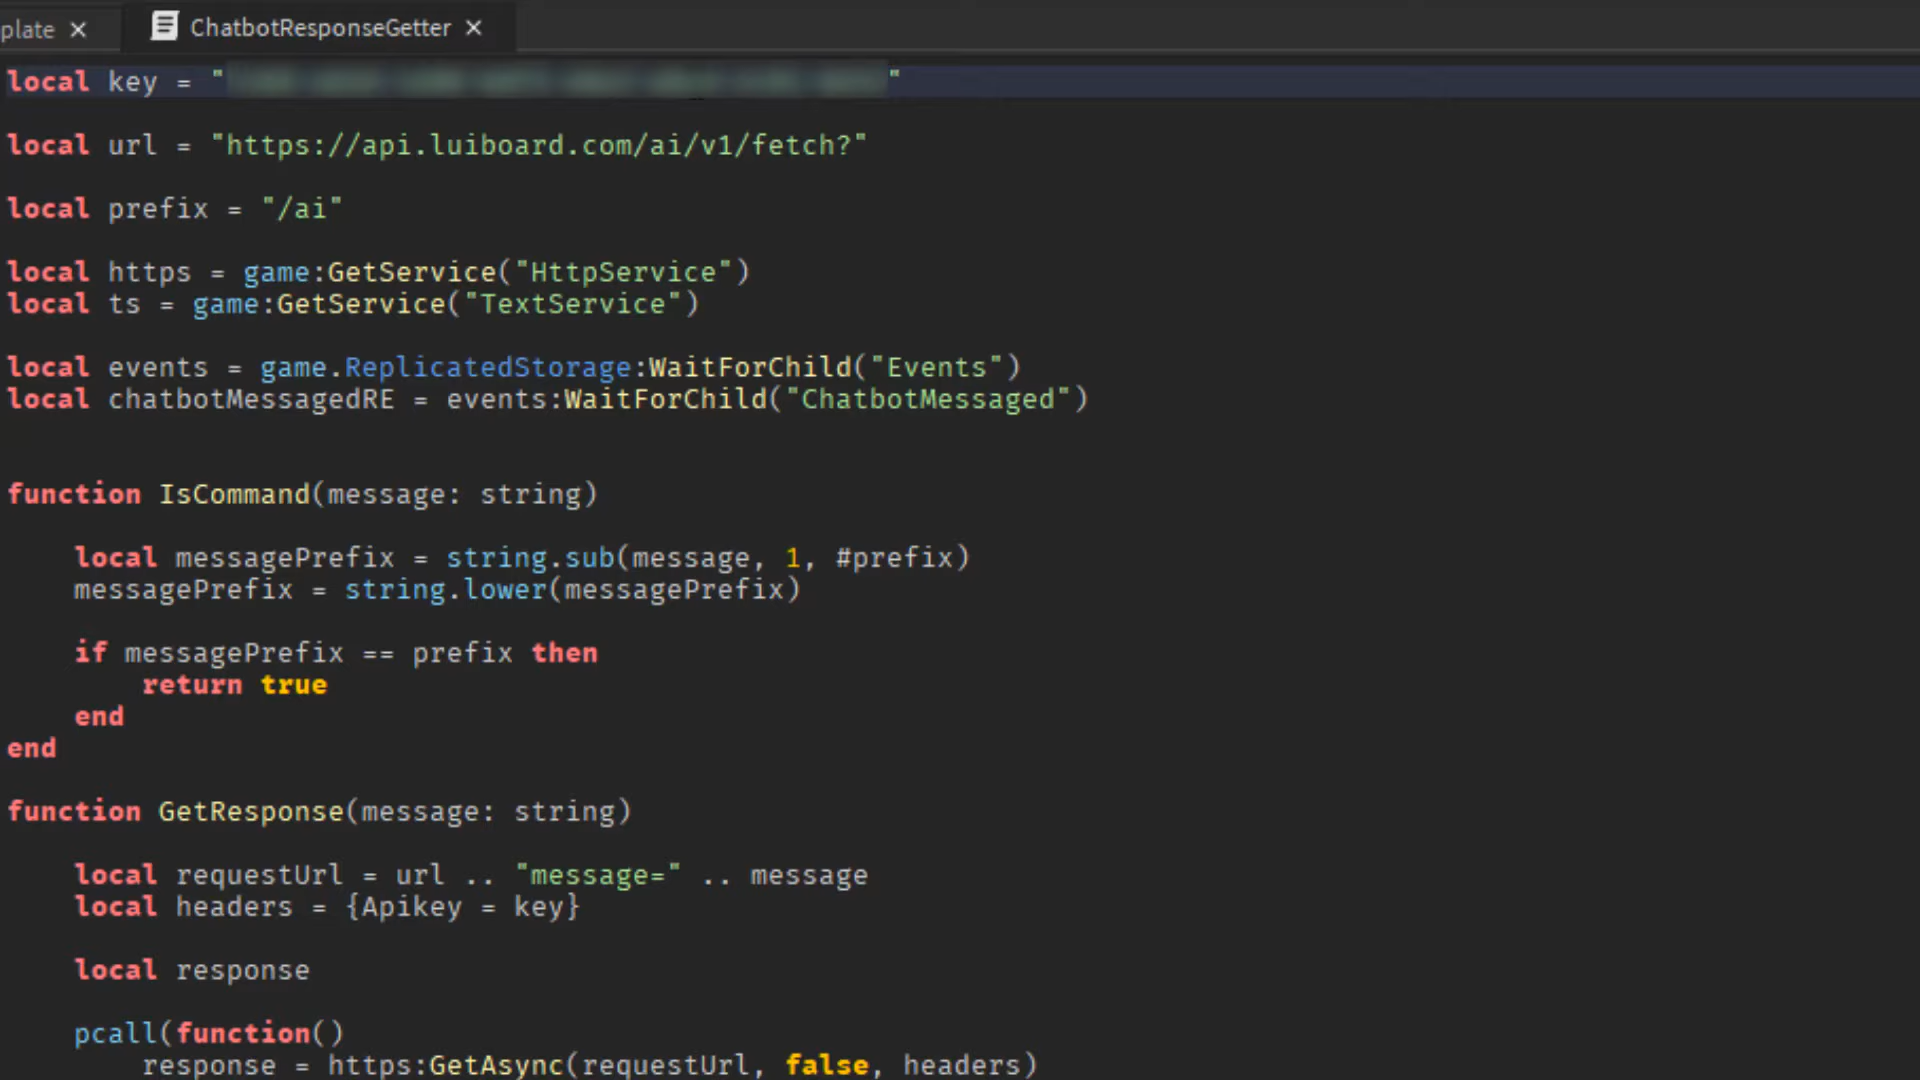 plate ×
ChatbotResponseGetter ×
local key = " "
local url = "https://api.luiboard.com/ai/v1/fetch?"
local prefix = "/ai"
local https = game:GetService("HttpService")
local ts = game:GetService("TextService")
local events = game.ReplicatedStorage:WaitForChild("Events")
local chatbotMessagedRE = events:WaitForChild("ChatbotMessaged")
function IsCommand(message: string)
local messagePrefix = string.sub(message, 1, #prefix)
messagePrefix = string.lower(messagePrefix)
if messagePrefix == prefix then
return true
end
end
function GetResponse(message: string)
local requestUrl = url .. "message=" .. message
local headers = {Apikey = key}
local response
pcall(function()
response = https:GetAsync(requestUrl, false, headers)